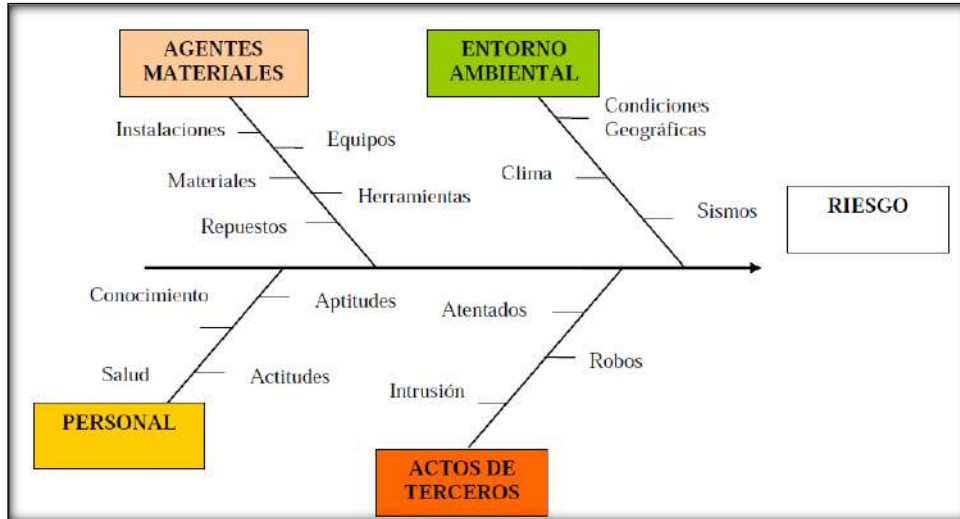 AGENTES
MATERIALES
ENTORNO
AMBIENTAL
Instalaciones
Equipos
Materiales
Herramientas
Repuestos
Condiciones
Geográficas
Clima
Sismos
RIESGO
Conocimiento
Aptitudes
Salud
Actitudes
PERSONAL
Atentados
Robos
Intrusión
ACTOS DE
TERCEROS